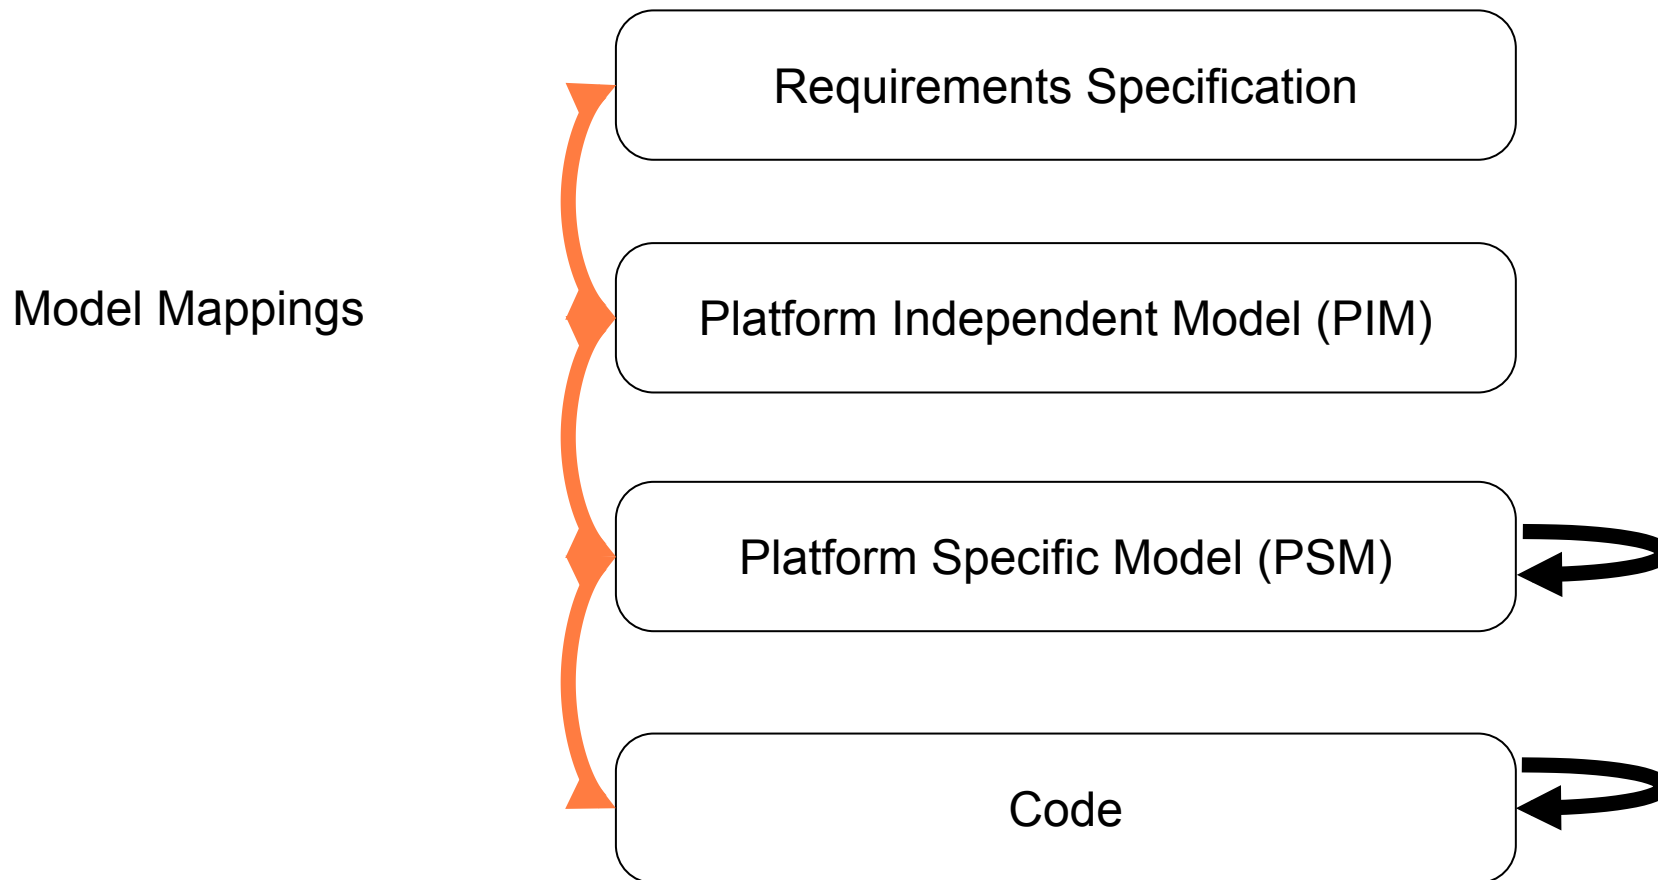 Requirements Specification
Model Mappings
Platform Independent Model (PIM)
Platform Specific Model (PSM)
Code